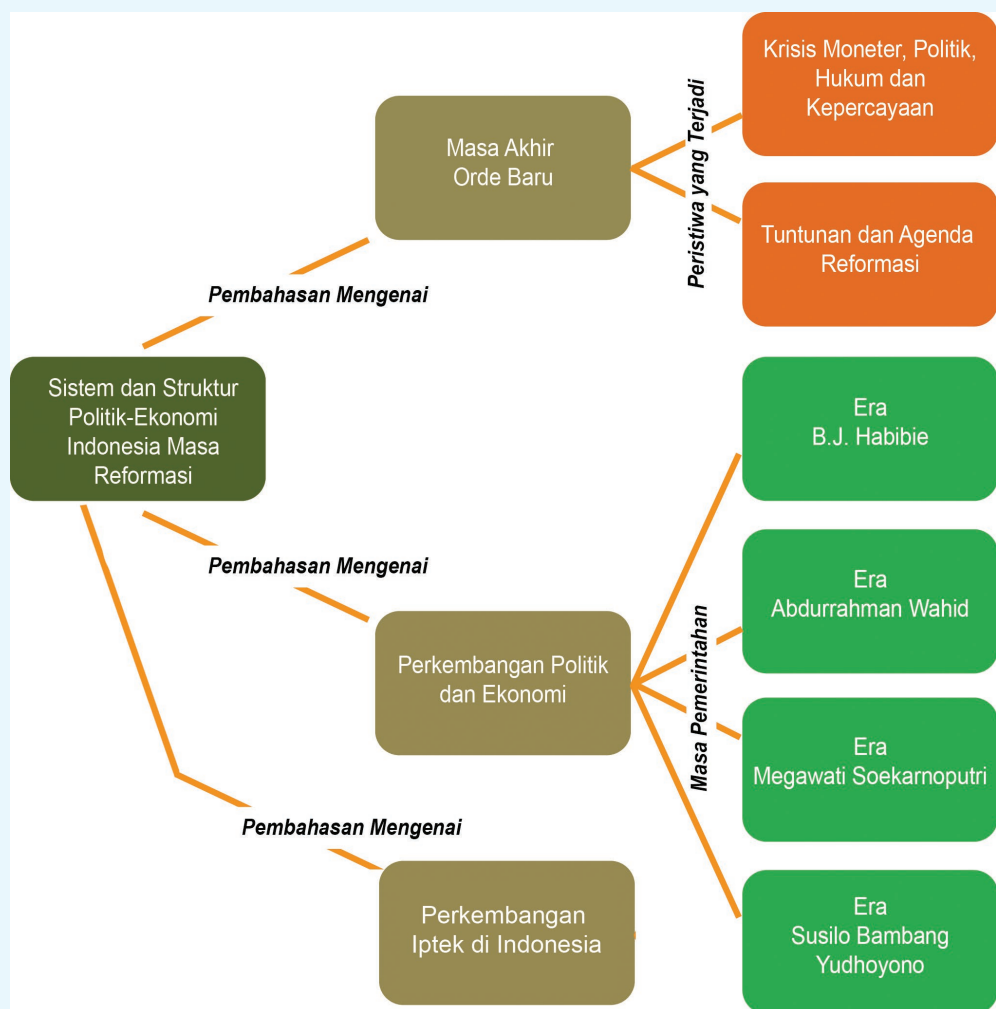 Sistem dan Struktur
Politik-Ekonomi
Indonesia Masa
Reformasi
Pembahasan Mengenai
Masa Akhir
Orde Baru
Peristiwa yang Terjadi
Krisis Moneter, Politik,
Hukum dan
Kepercayaan
Tuntunan dan Agenda
Reformasi
Pembahasan Mengenai
Perkembangan Politik
dan Ekonomi
Masa Pemerintahan
Era
B.J. Habibie
Era
Abdurrahman Wahid
Era
Megawati Soekarnoputri
Era
Susilo Bambang
Yudhoyono
Pembahasan Mengenai
Perkembangan
Iptek di Indonesia